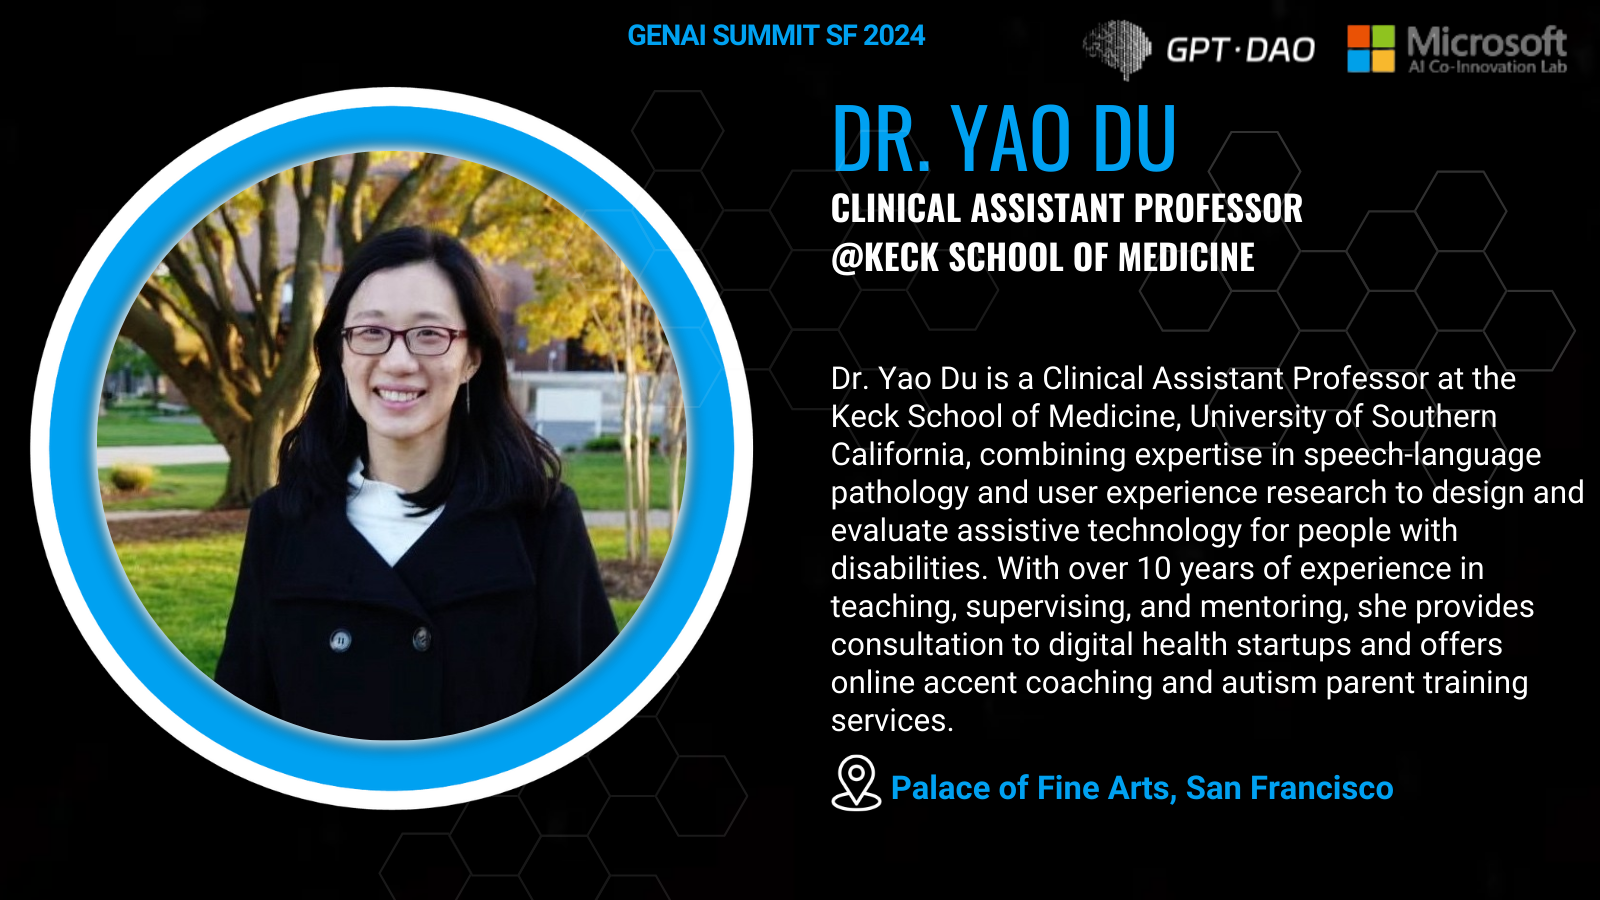 GENAI SUMMIT SF 2024
GPT·DAO
Microsoft
AI Co-Innovation Lab
DR. YAO DU
CLINICAL ASSISTANT PROFESSOR
@KECK SCHOOL OF MEDICINE
Dr. Yao Du is a Clinical Assistant Professor at the
Keck School of Medicine, University of Southern
California, combining expertise in speech-language
pathology and user experience research to design and
evaluate assistive technology for people with
disabilities. With over 10 years of experience in
teaching, supervising, and mentoring, she provides
consultation to digital health startups and offers
online accent coaching and autism parent training
services.
Palace of Fine Arts, San Francisco